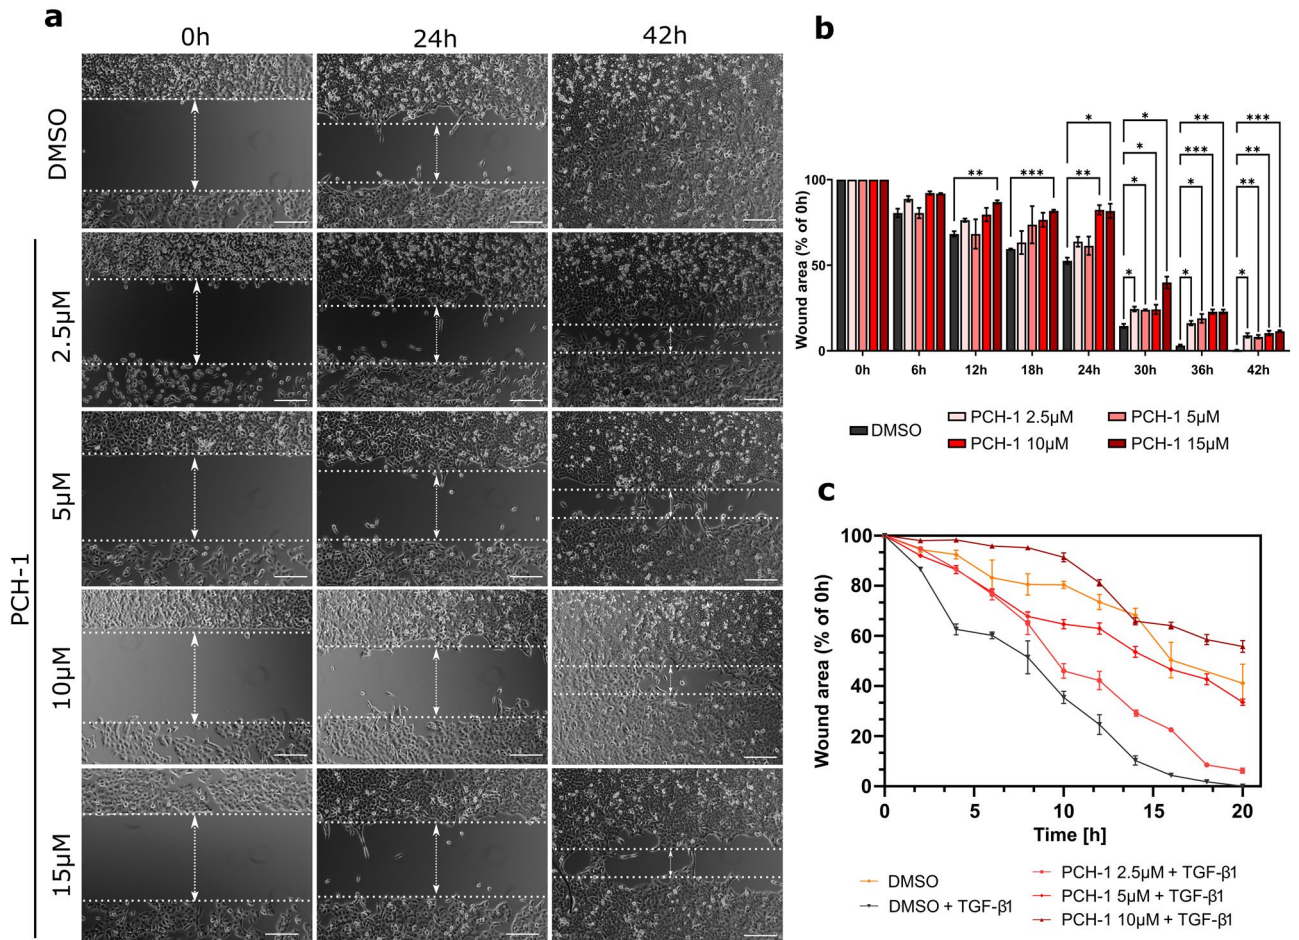 a
0h 24h 42h
DMSO
2.5µM
5µM
10µM
15µM
PCH-1
b
Wound area (% of 0h)
100
50
0
* * ** ***
* *** **
** *** ** * * **
* * *
0h 6h 12h 18h 24h 30h 36h 42h
DMSO
PCH-1 2.5µM
PCH-1 5µM
PCH-1 10µM
PCH-1 15µM
c
Wound area (% of 0h)
100
80
60
40
20
0
0 5 10 15 20
Time [h]
DMSO
DMSO + TGF-β1
PCH-1 2.5µM + TGF-β1
PCH-1 5µM + TGF-β1
PCH-1 10µM + TGF-β1